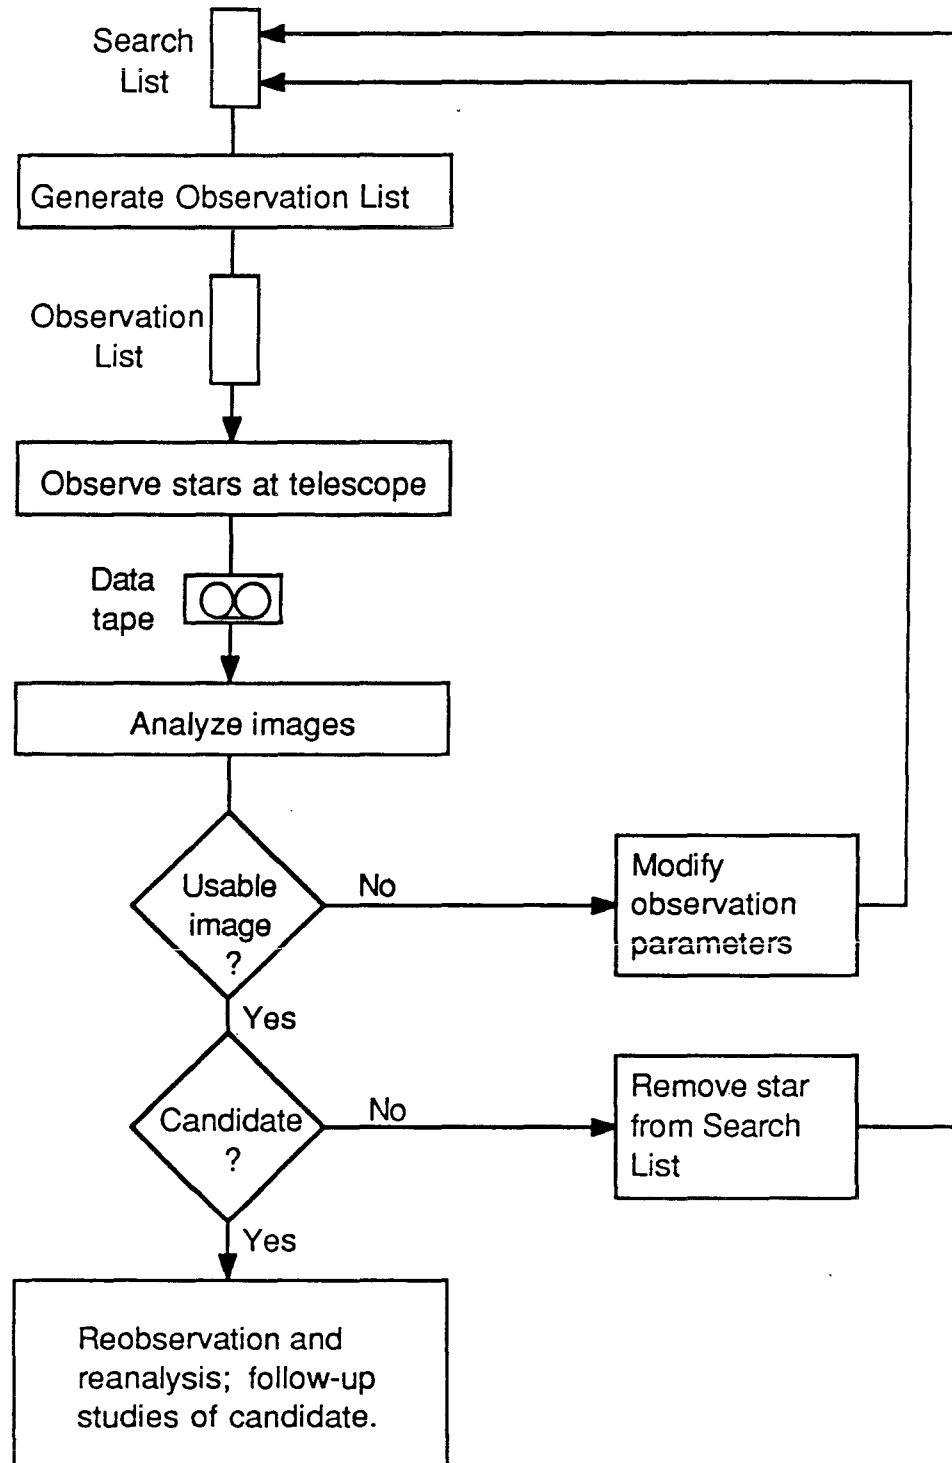 Search
List
Generate Observation List
Observation
List
Observe stars at telescope
Data
tape
Analyze images
Usable
image
?
No
Modify
observation
parameters
Yes
Candidate
?
No
Remove star
from Search
List
Yes
Reobservation and
reanalysis; follow-up
studies of candidate.